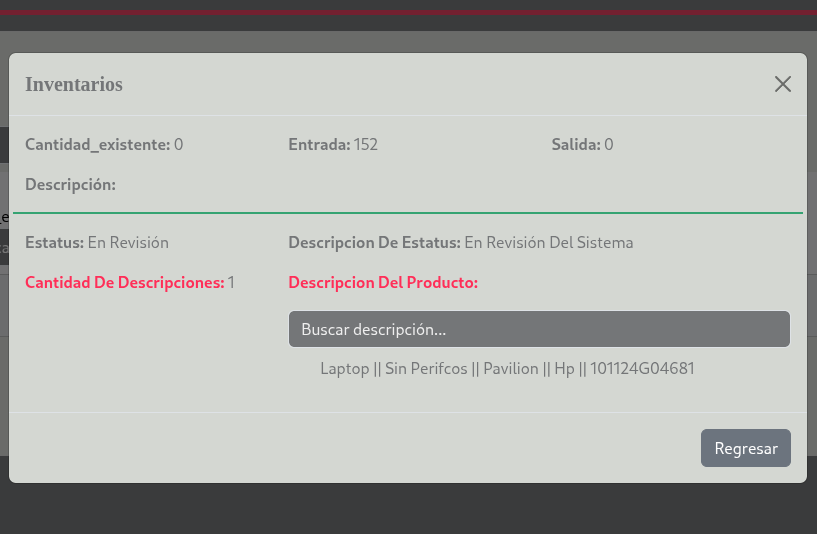 Inventarios
Cantidad_existente: 0 Entrada: 152 Salida: 0
Descripción:
Estatus: En Revisión Descripcion De Estatus: En Revisión Del Sistema
Cantidad De Descripciones: 1 Descripcion Del Producto:
Buscar descripción...
Laptop || Sin Perifcos || Pavilion || Hp || 101124G04681
Regresar